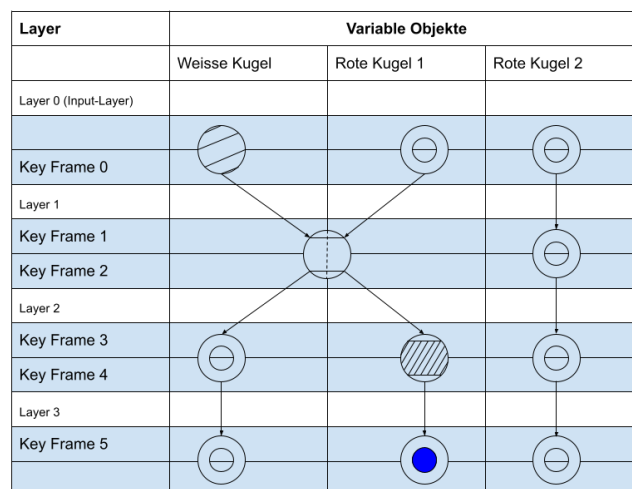 Layer Variable Objekte
Weisse Kugel Rote Kugel 1 Rote Kugel 2
Layer 0 (Input-Layer)
Key Frame 0
Layer 1
Key Frame 1
Key Frame 2
Layer 2
Key Frame 3
Key Frame 4
Layer 3
Key Frame 5